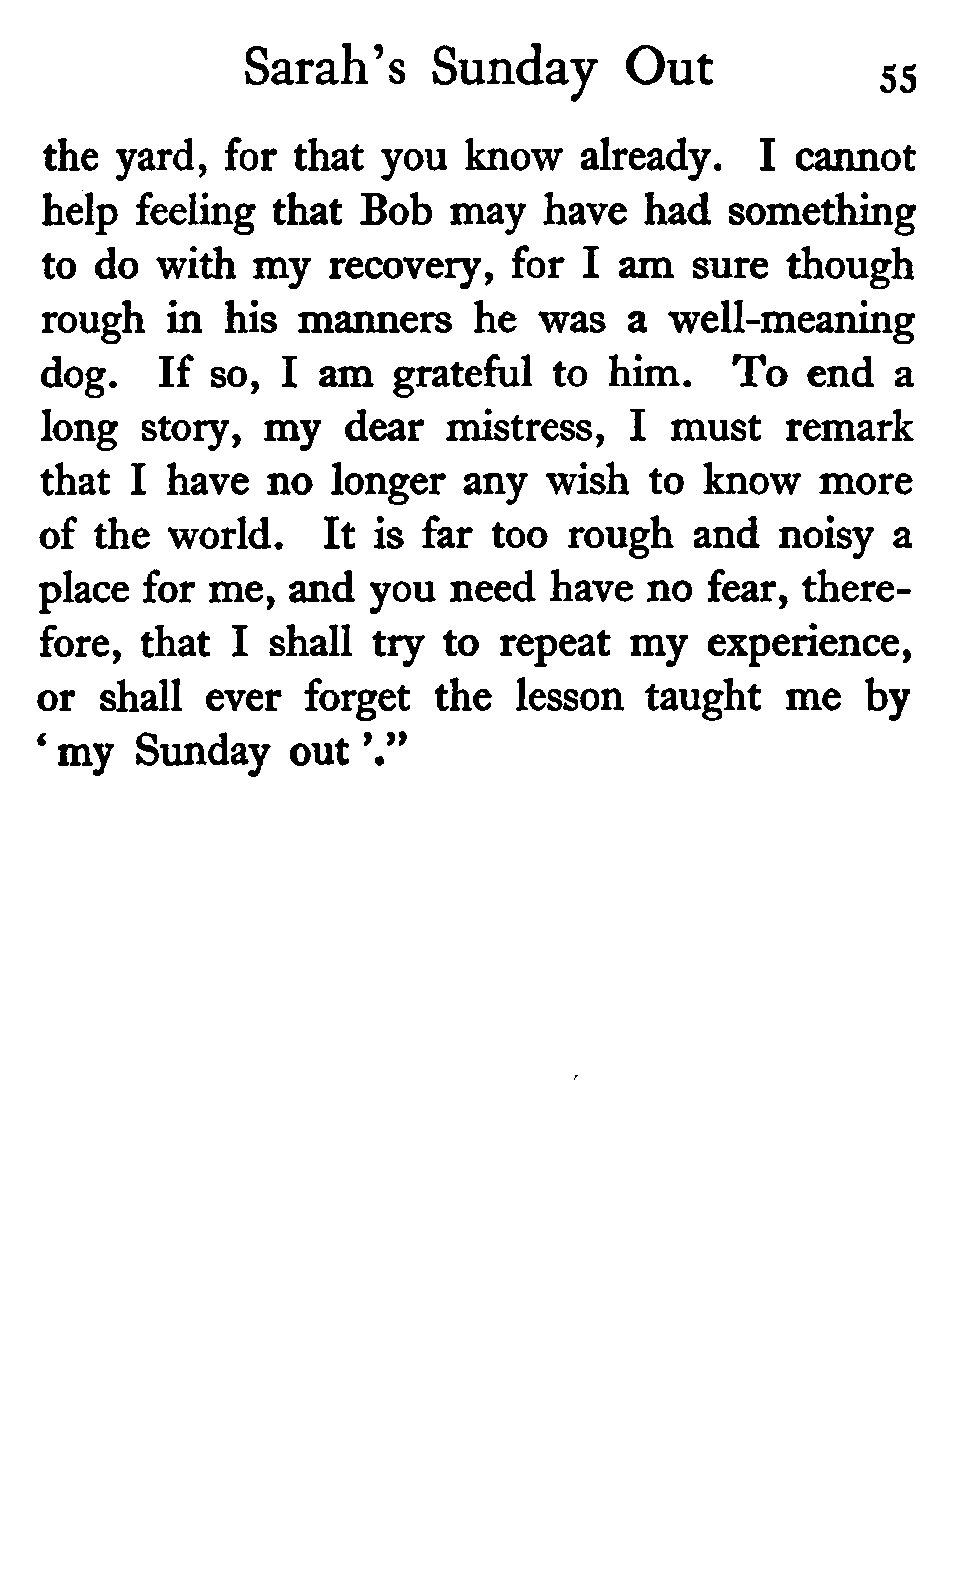 Sarah's Sunday Out 55
the yard, for that you know already. I cannot
help feeling that Bob may have had something
to do with my recovery, for I am sure though
rough in his manners he was a well-meaning
dog. If so, I am grateful to him. To end a
long story, my dear mistress, I must remark
that I have no longer any wish to know more
of the world. It is far too rough and noisy a
place for me, and you need have no fear, there-
fore, that I shall try to repeat my experience,
or shall ever forget the lesson taught me by
‘ my Sunday out ’.”